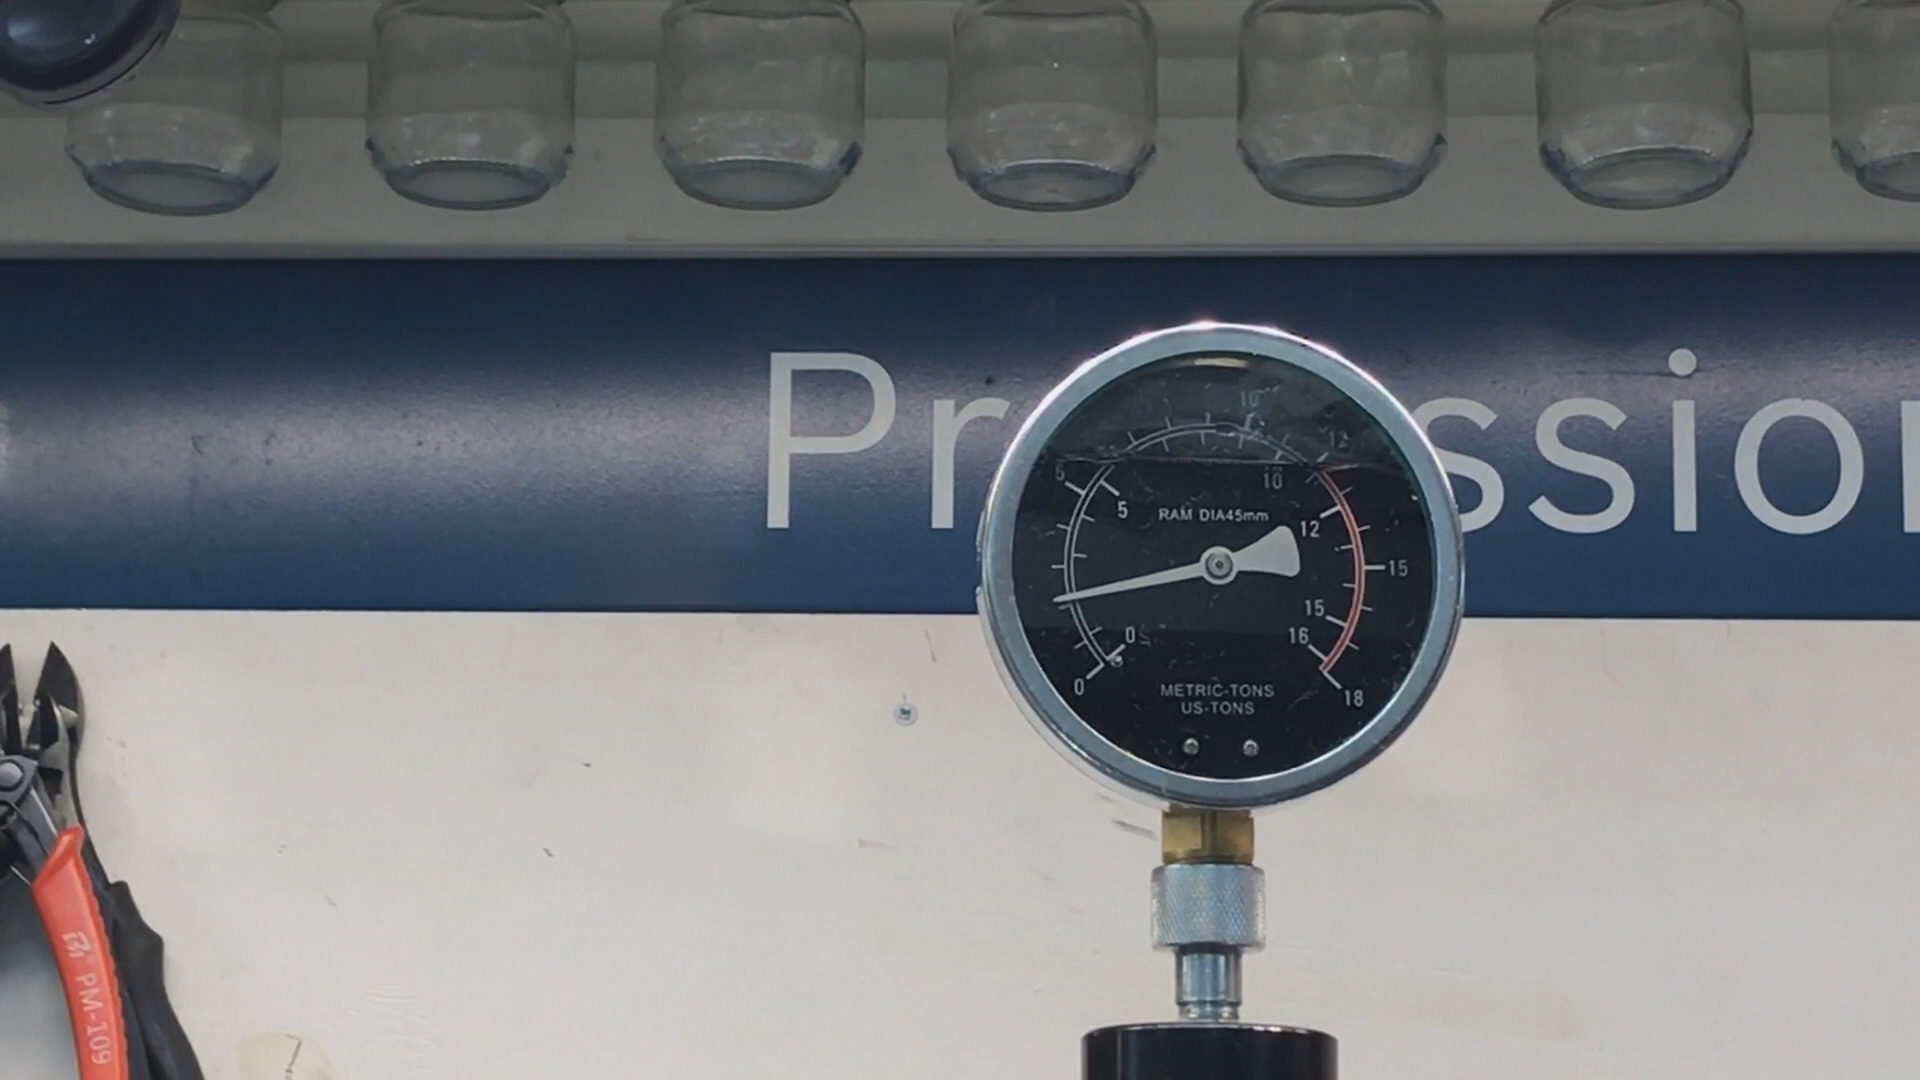 Pr
ssion
10
12
5
10
5
RAM DIA45mm
12
15
15
0
16
0
METRIC-TONS
18
US-TONS
PM-109